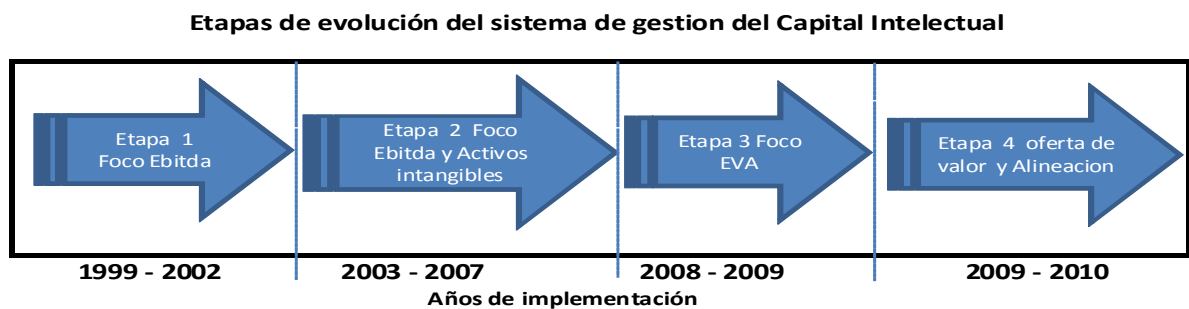 Etapas de evolución del sistema de gestion del Capital Intelectual
Etapa 1
Foco Ebitda
Etapa 2 Foco
Ebitda y Activos
intangibles
Etapa 3 Foco
EVA
Etapa 4 oferta de
valor y Alineacion
1999 - 2002
2003 - 2007
2008 - 2009
2009 - 2010
Años de implementación